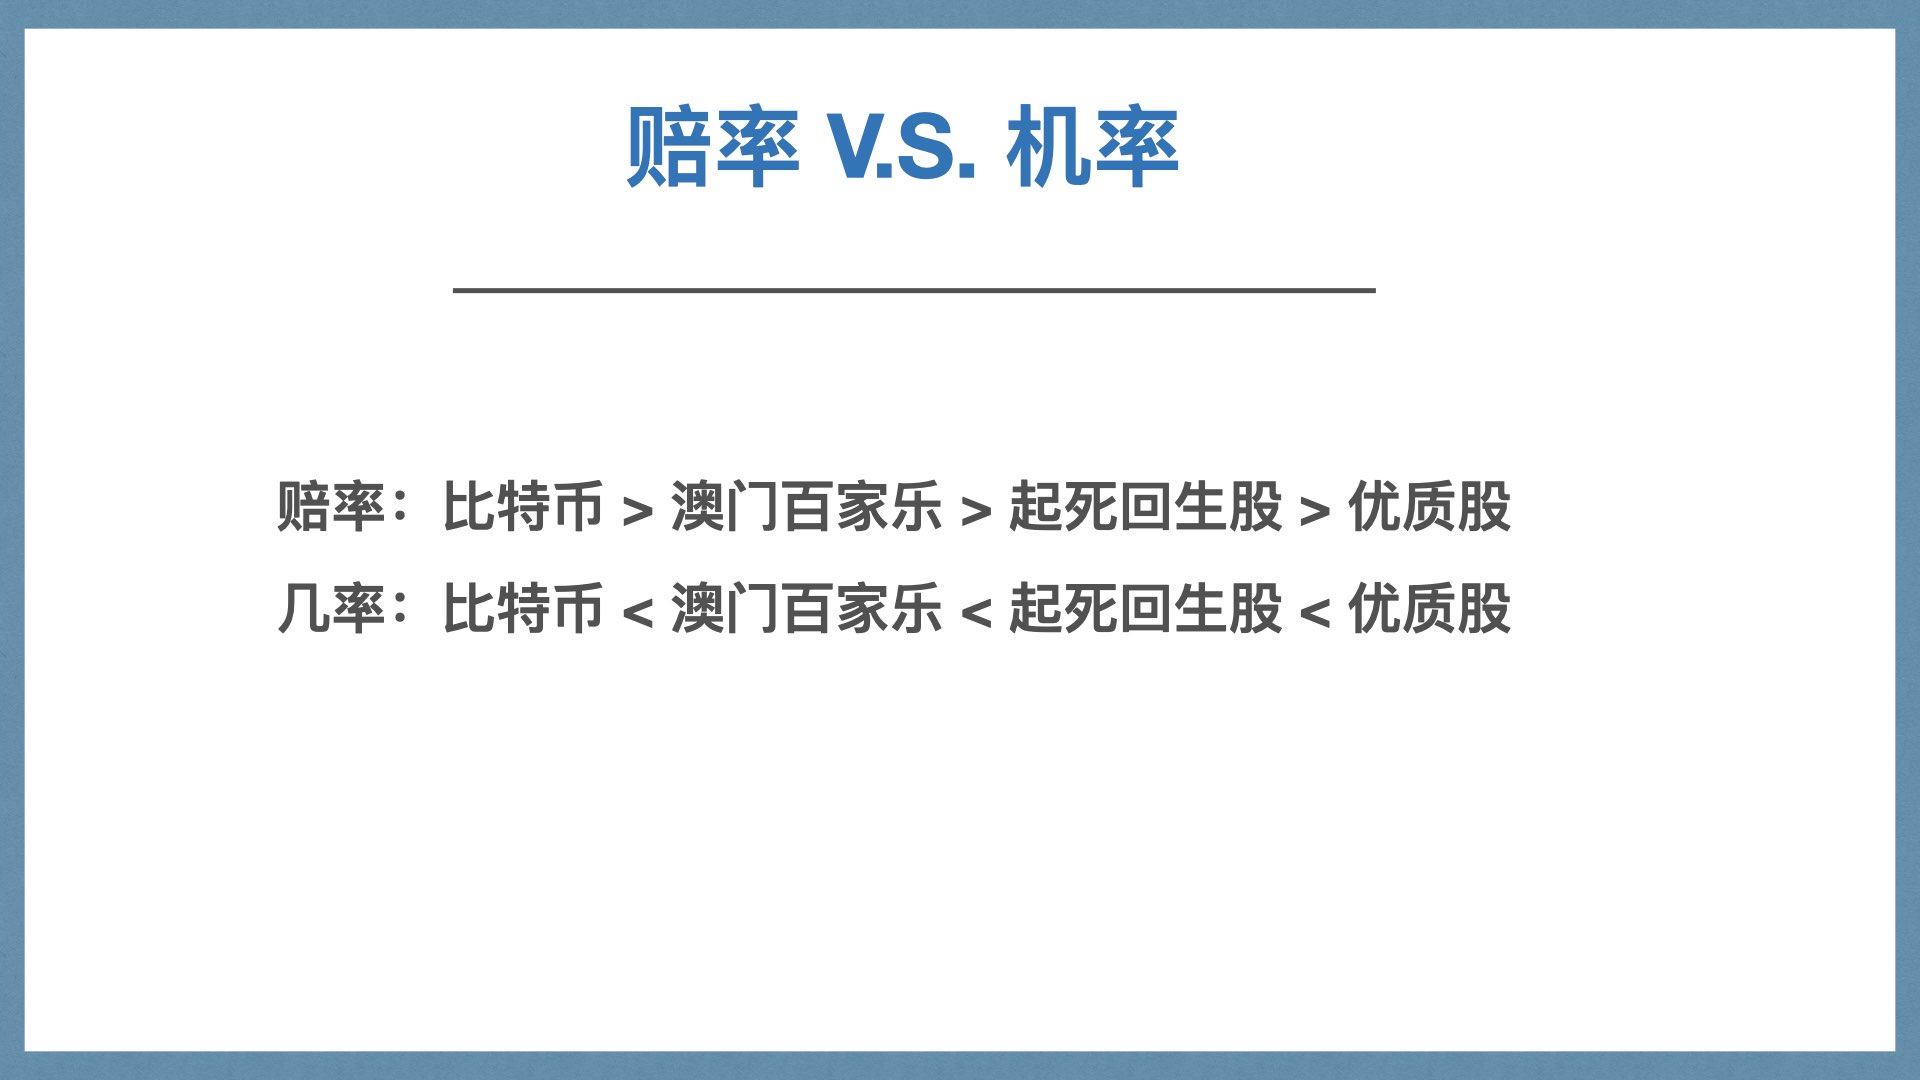 赔率 V.S. 机率
赔率：比特币 > 澳门百家乐 > 起死回生股 > 优质股
几率：比特币 < 澳门百家乐 < 起死回生股 < 优质股